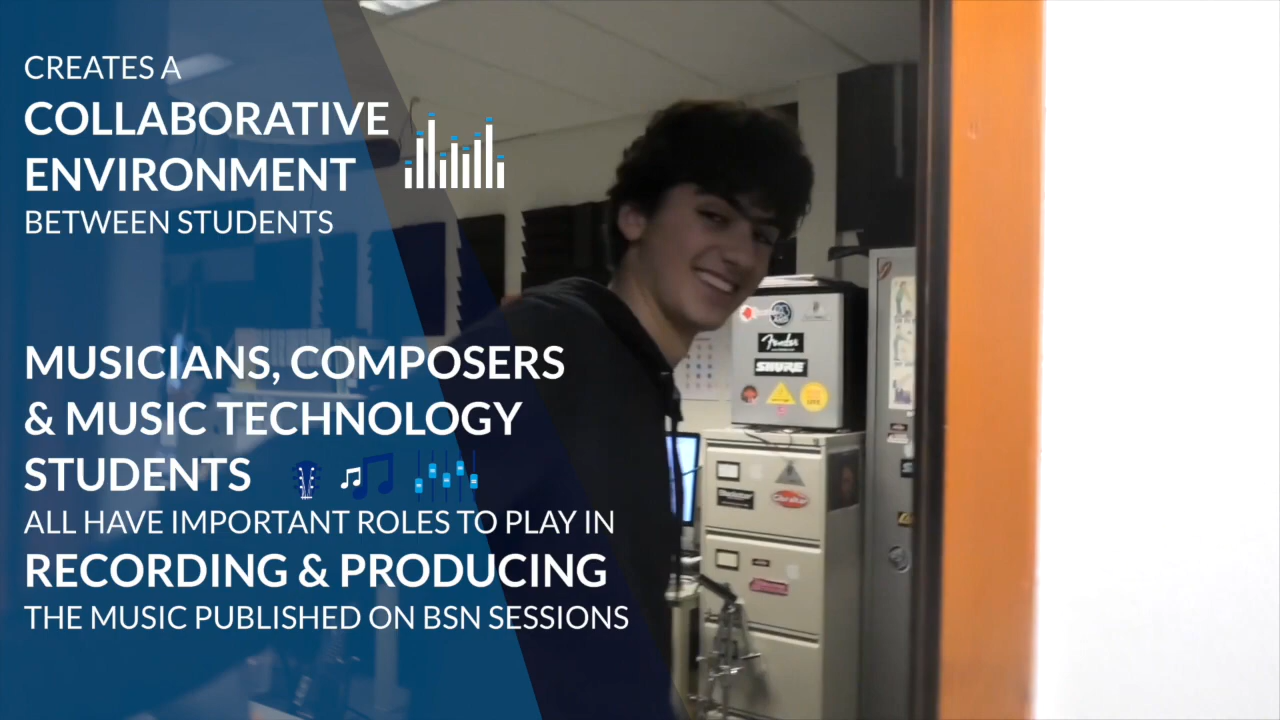 CREATES A
COLLABORATIVE
ENVIRONMENT
BETWEEN STUDENTS
MUSICIANS, COMPOSERS
& MUSIC TECHNOLOGY
STUDENTS
ALL HAVE IMPORTANT ROLES TO PLAY IN
RECORDING & PRODUCING
THE MUSIC PUBLISHED ON BSN SESSIONS
Fender
SHURE
Gibraltar